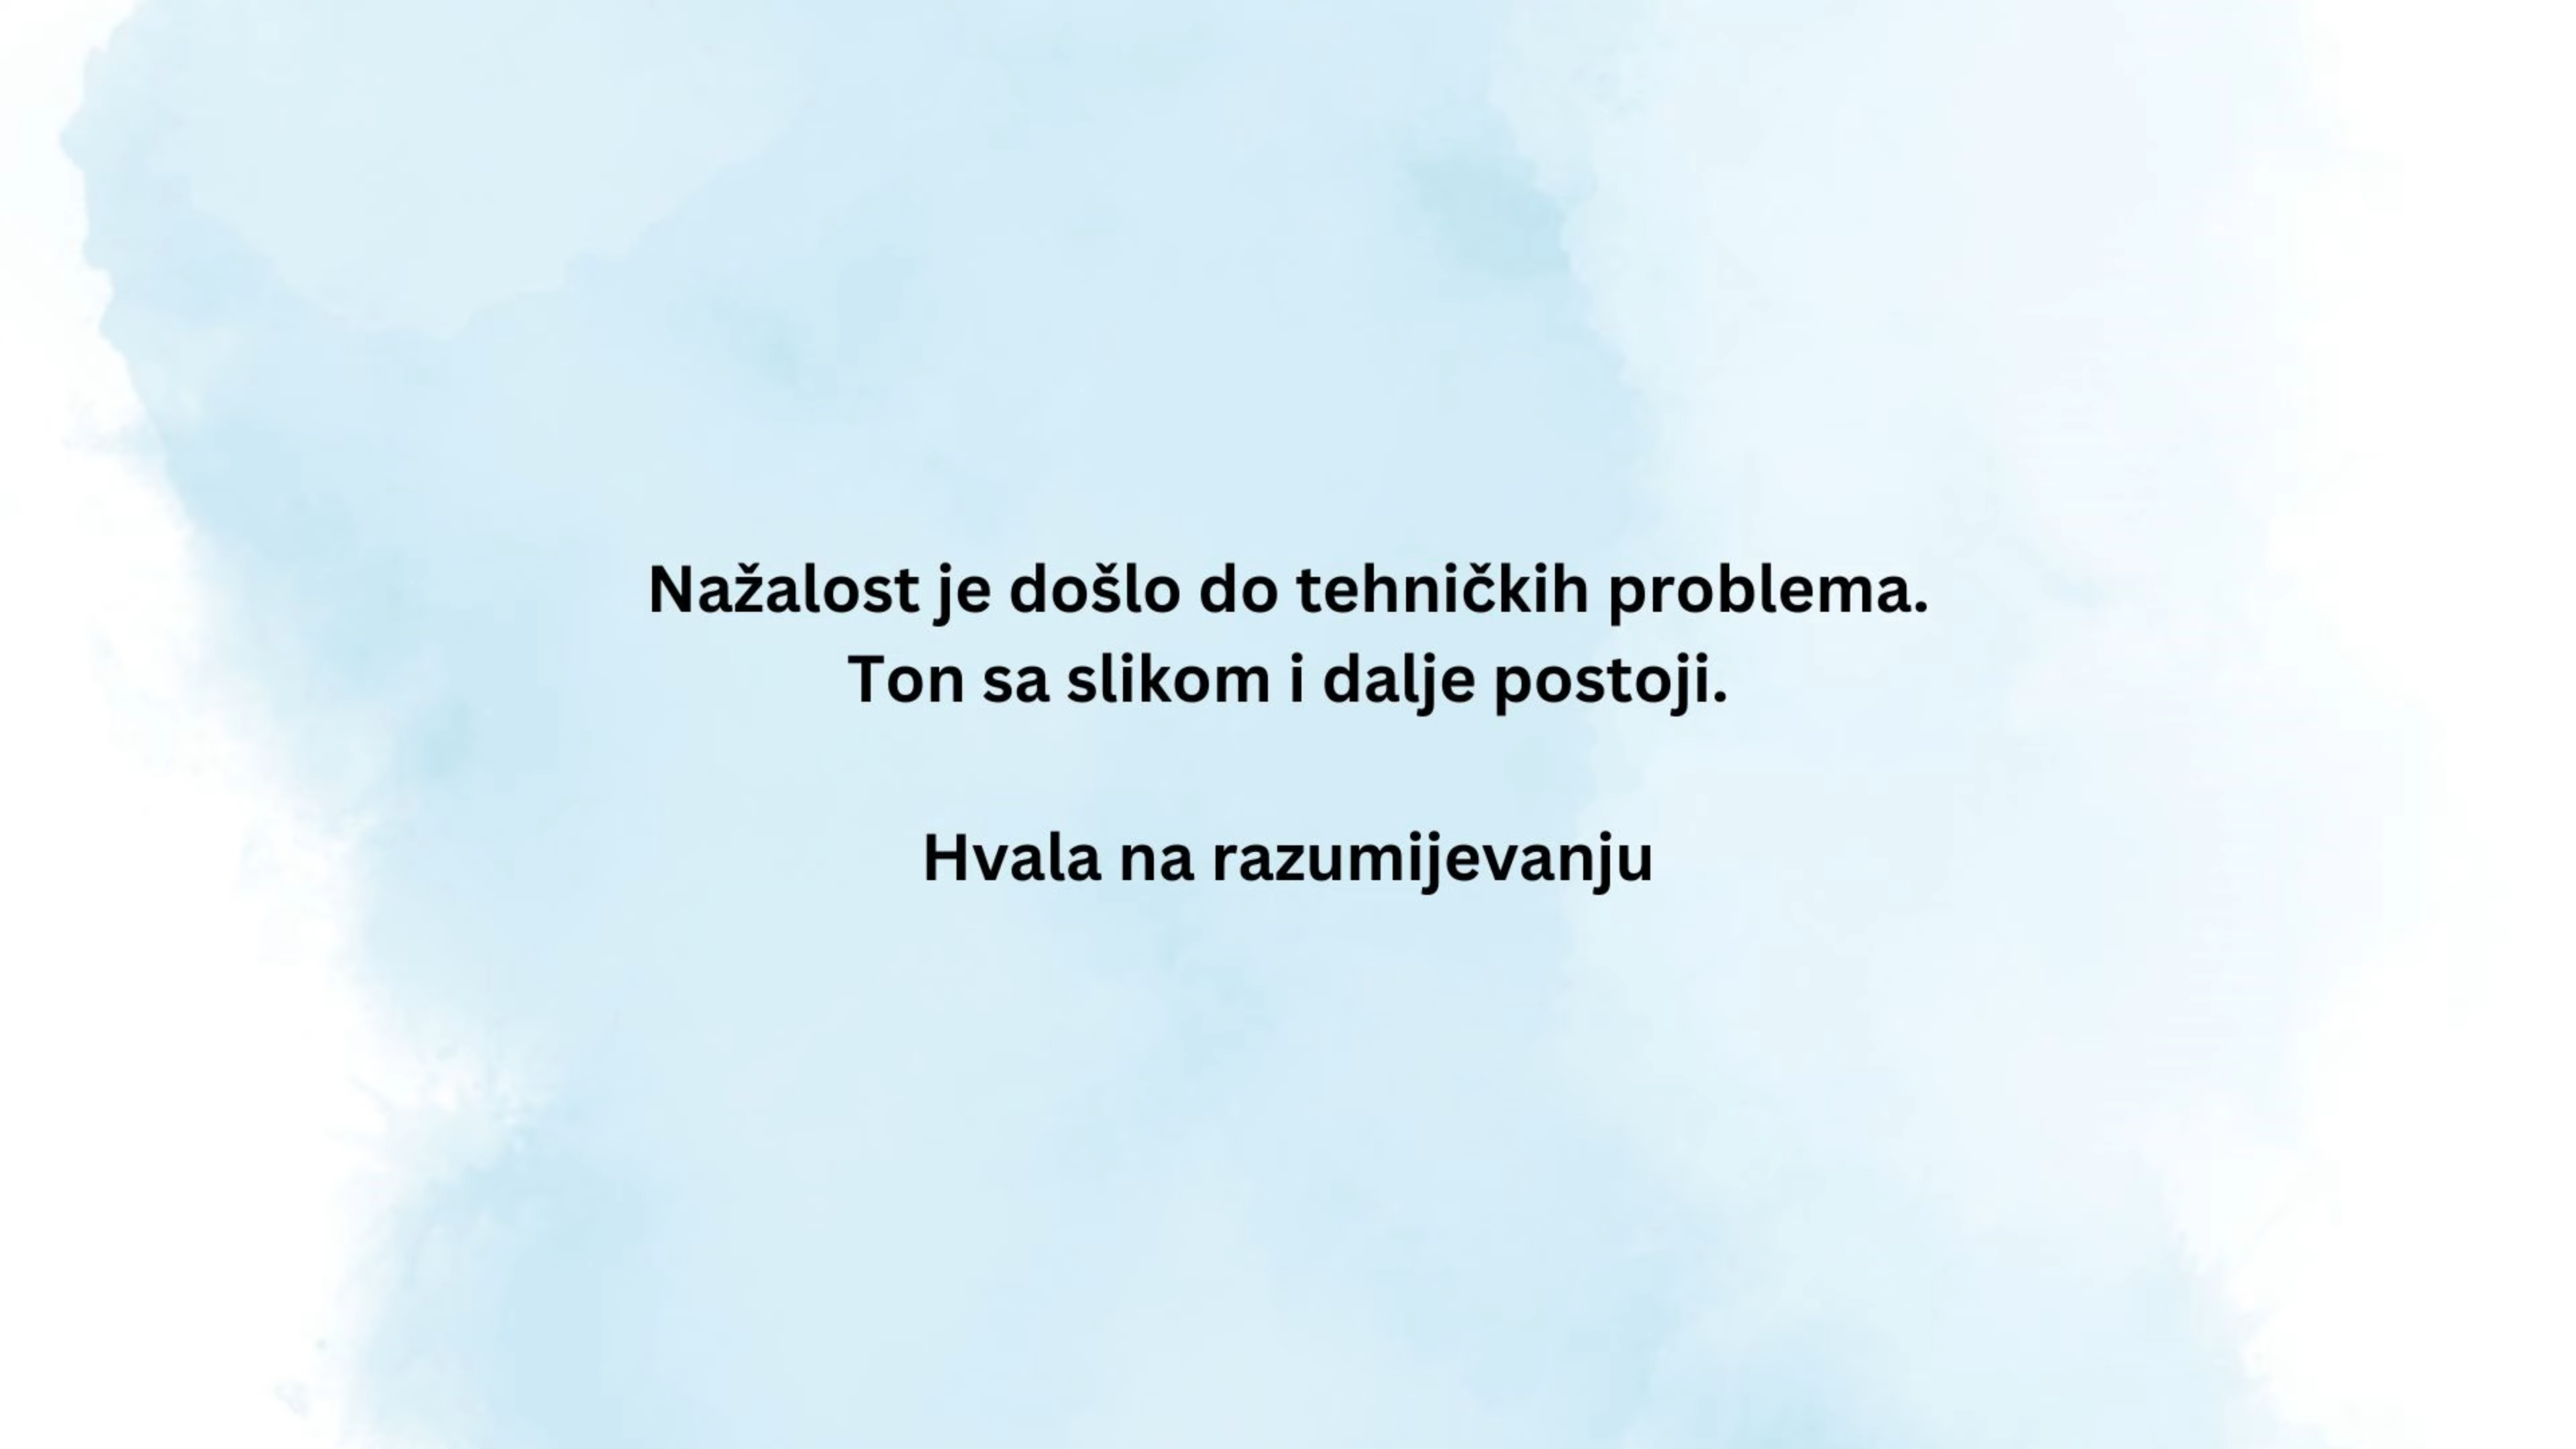 Nažalost je došlo do tehničkih problema.
Ton sa slikom i dalje postoji.
Hvala na razumijevanju